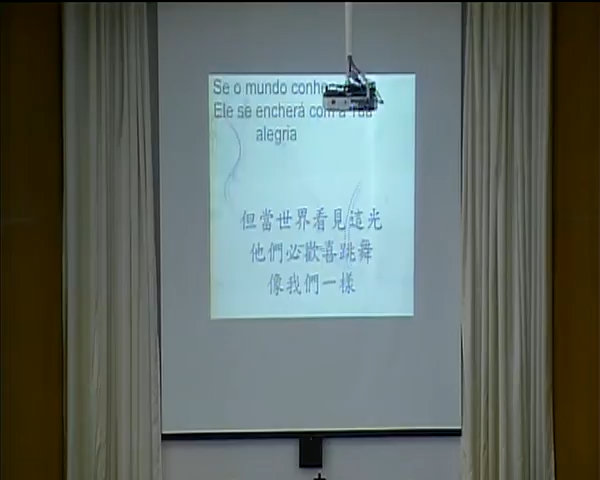 Se o mundo
Ele se encherá com a Tua
alegria
但當世界看見這光
他們必歡喜跳舞
像我們一樣